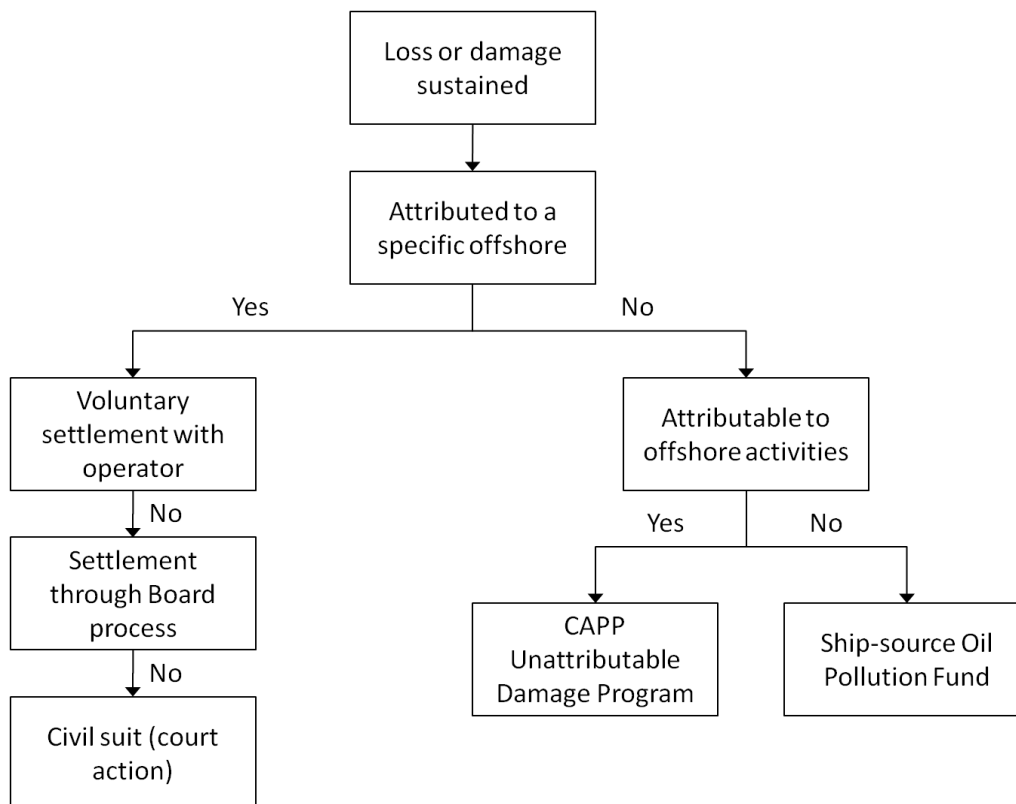 Loss or damage
sustained
Attributed to a
specific offshore
Yes
No
Voluntary
settlement with
operator
Attributable to
offshore activities
No
Yes
No
Settlement
through Board
process
CAPP
Unattributable
Damage Program
Ship-source Oil
Pollution Fund
No
Civil suit (court
action)